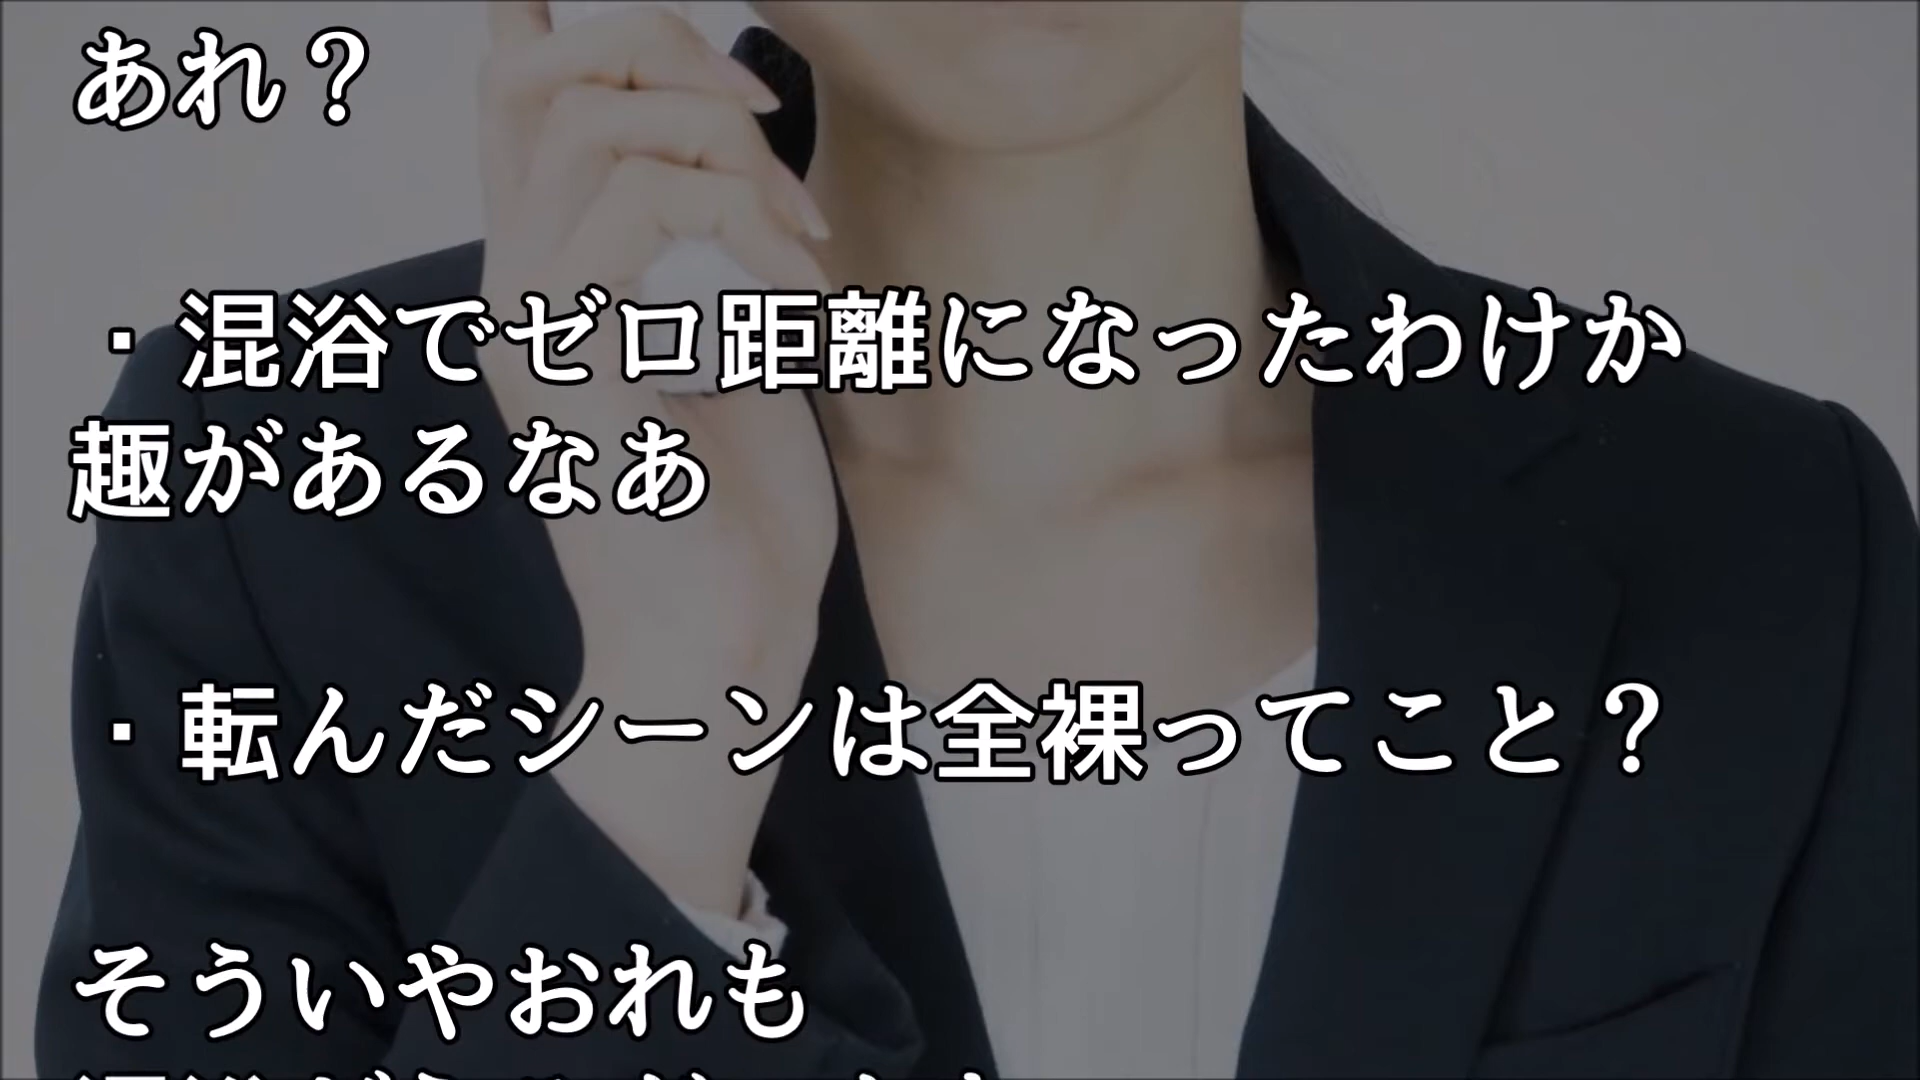 あれ？
・混浴でゼロ距離になったわけか
趣があるなあ
・転んだシーンは全裸ってこと？
そういやおれも